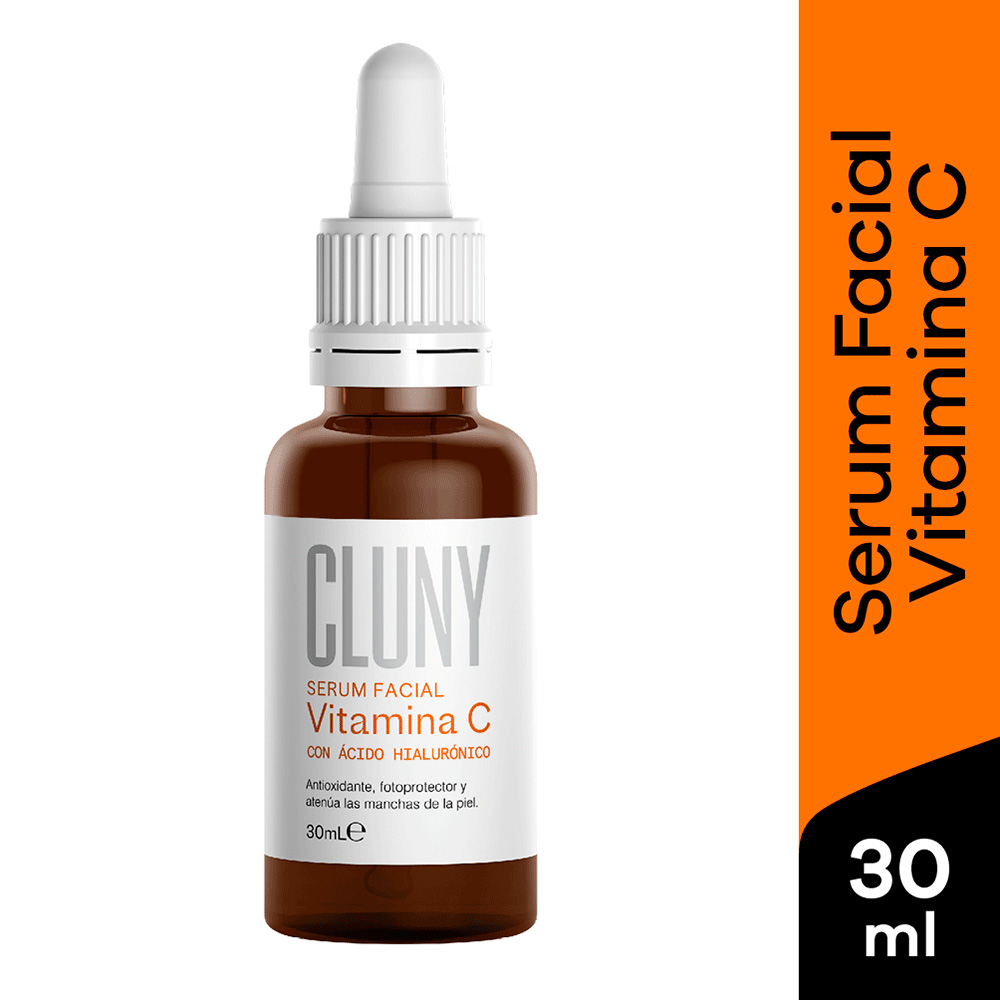 CLUNY
SERUM FACIAL
Vitamina C
CON ÁCIDO HIALURÓNICO
Antioxidante, fotoprotector y
atenúa las manchas de la piel.
30mL℮
Serum Facial
Vitamina C
30
ml